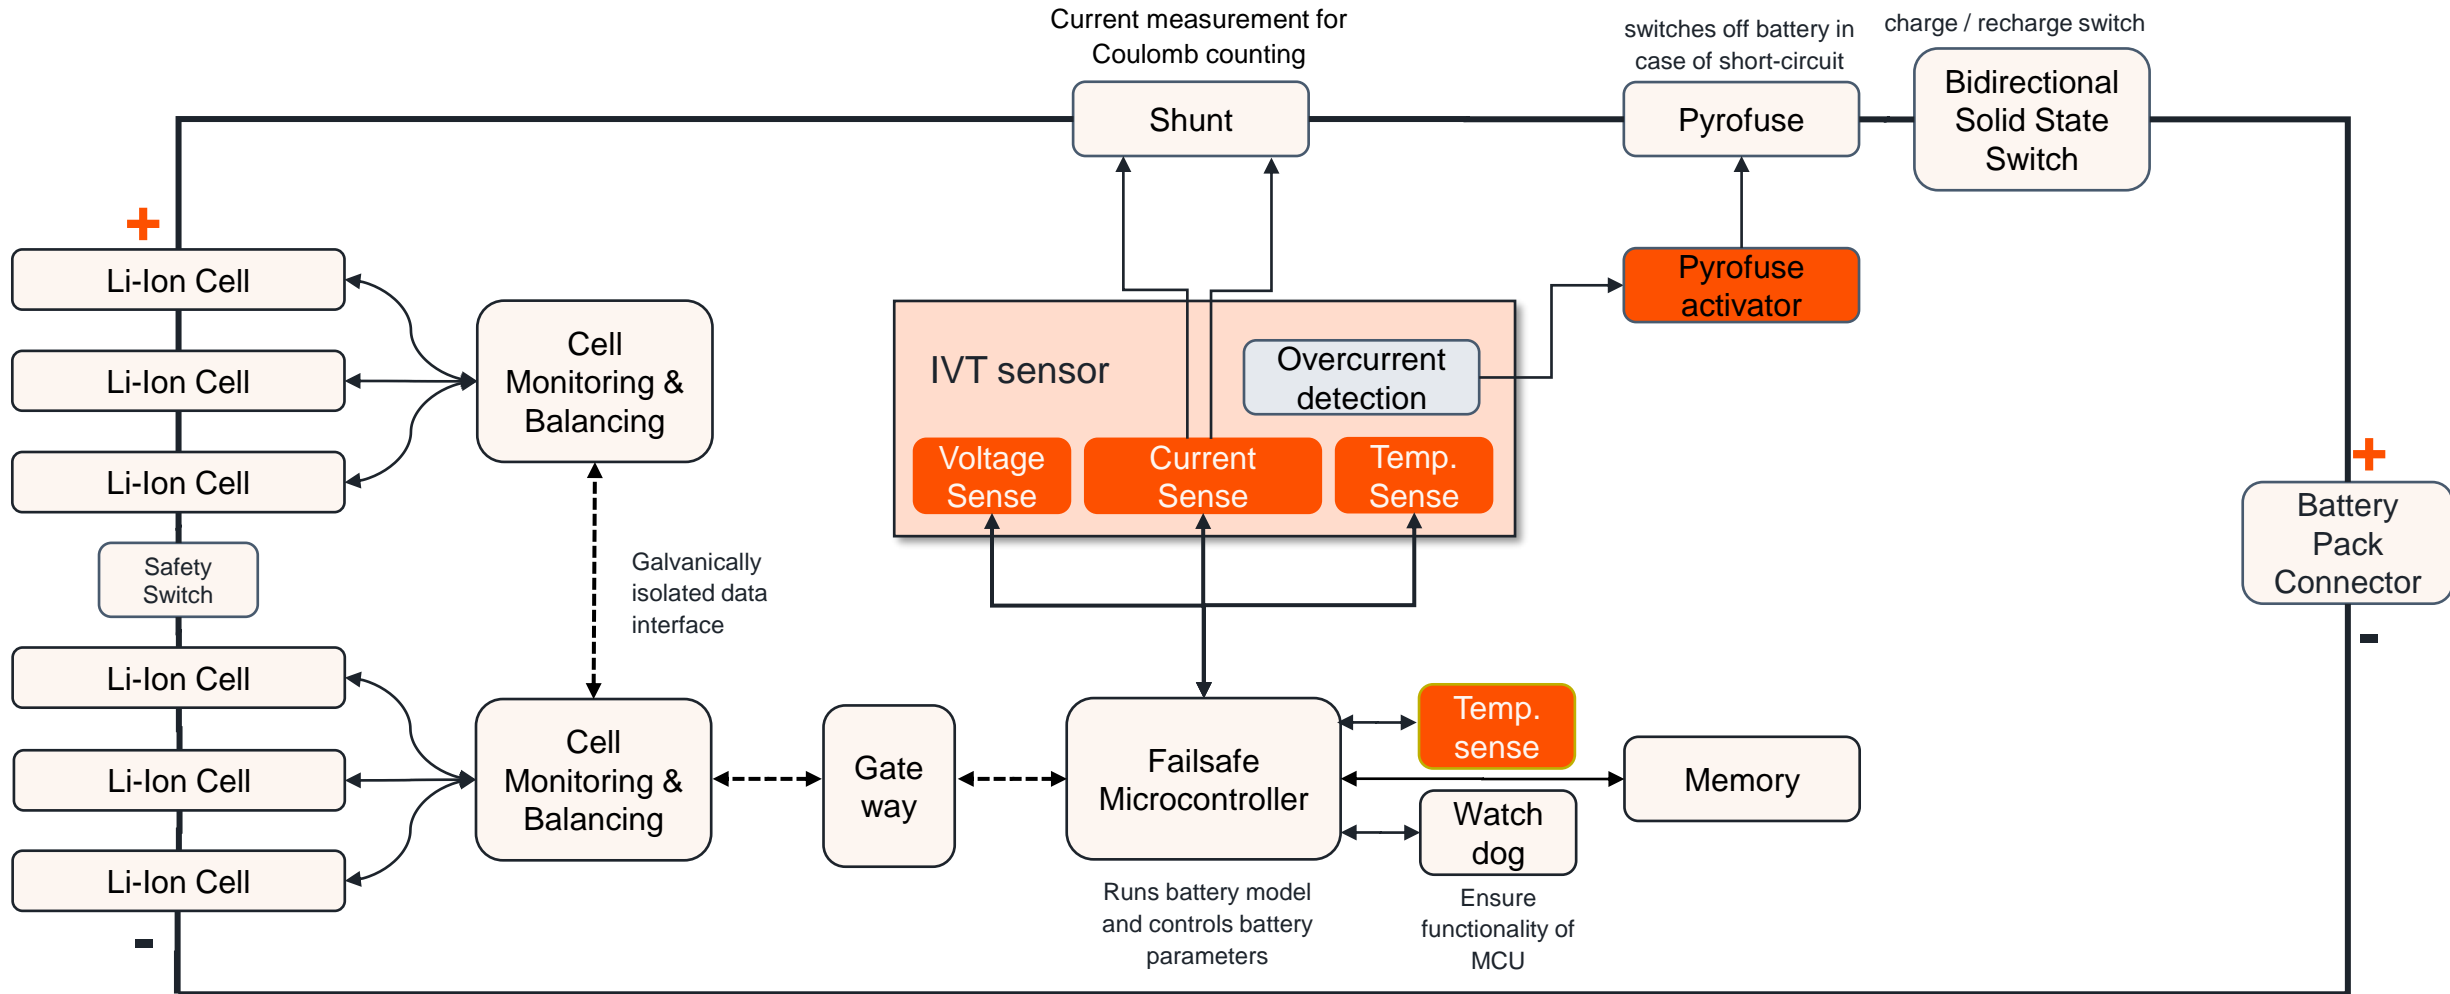 Current measurement for
Coulomb counting
switches off battery in
case of short-circuit
charge / recharge switch
Shunt
Pyrofuse
Bidirectional
Solid State
Switch
+
Li-Ion Cell
Li-Ion Cell
Li-Ion Cell
Cell
Monitoring &
Balancing
Pyrofuse
activator
IVT sensor
Overcurrent
detection
Voltage
Sense
Current
Sense
Temp.
Sense
+
Battery
Pack
Connector
-
Safety
Switch
Galvanically
isolated data
interface
Li-Ion Cell
Li-Ion Cell
Li-Ion Cell
-
Cell
Monitoring &
Balancing
Gate
way
Failsafe
Microcontroller
Temp.
sense
Memory
Watch
dog
Runs battery model
and controls battery
parameters
Ensure
functionality of
MCU